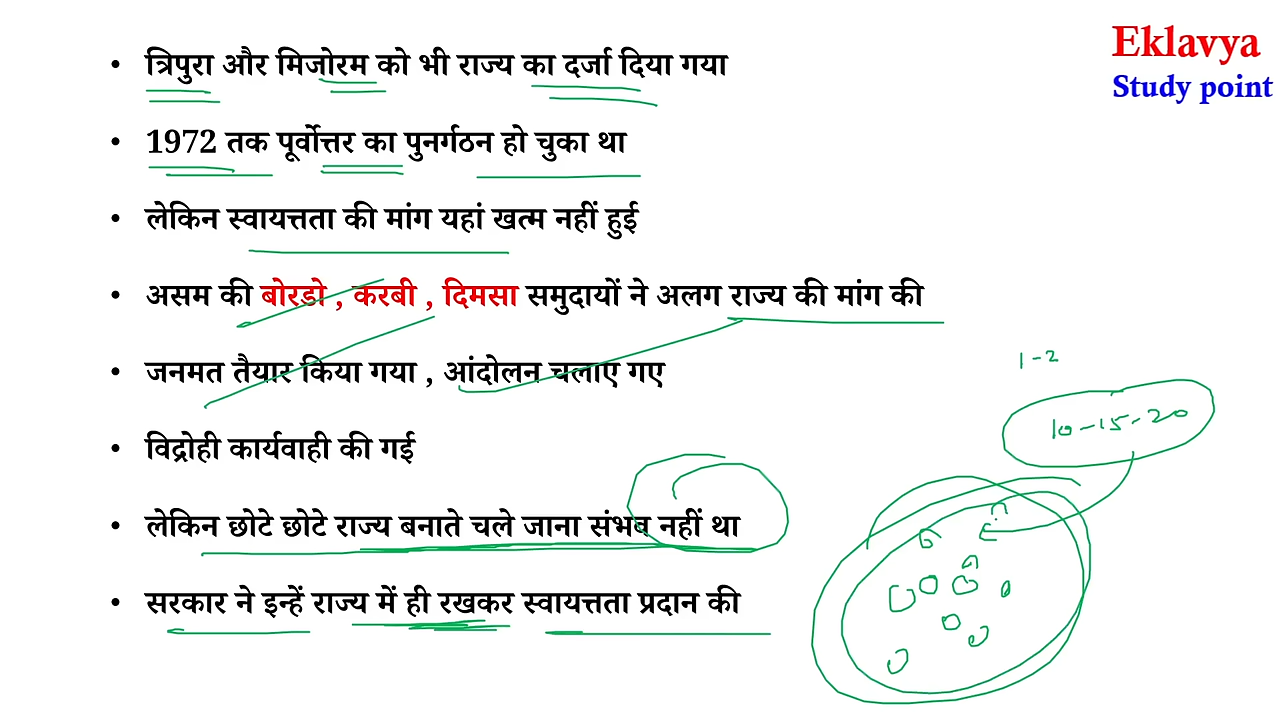 Eklavya
Study point
• त्रिपुरा और मिजोरम को भी राज्य का दर्जा दिया गया
• 1972 तक पूर्वोत्तर का पुनर्गठन हो चुका था
• लेकिन स्वायत्तता की मांग यहां खत्म नहीं हुई
• असम की बोरडो , करबी , दिमसा समुदायों ने अलग राज्य की मांग की
• जनमत तैयार किया गया , आंदोलन चलाए गए
1-2
10-15-20
• विद्रोही कार्यवाही की गई
• लेकिन छोटे छोटे राज्य बनाते चले जाना संभव नहीं था
• सरकार ने इन्हें राज्य में ही रखकर स्वायत्तता प्रदान की